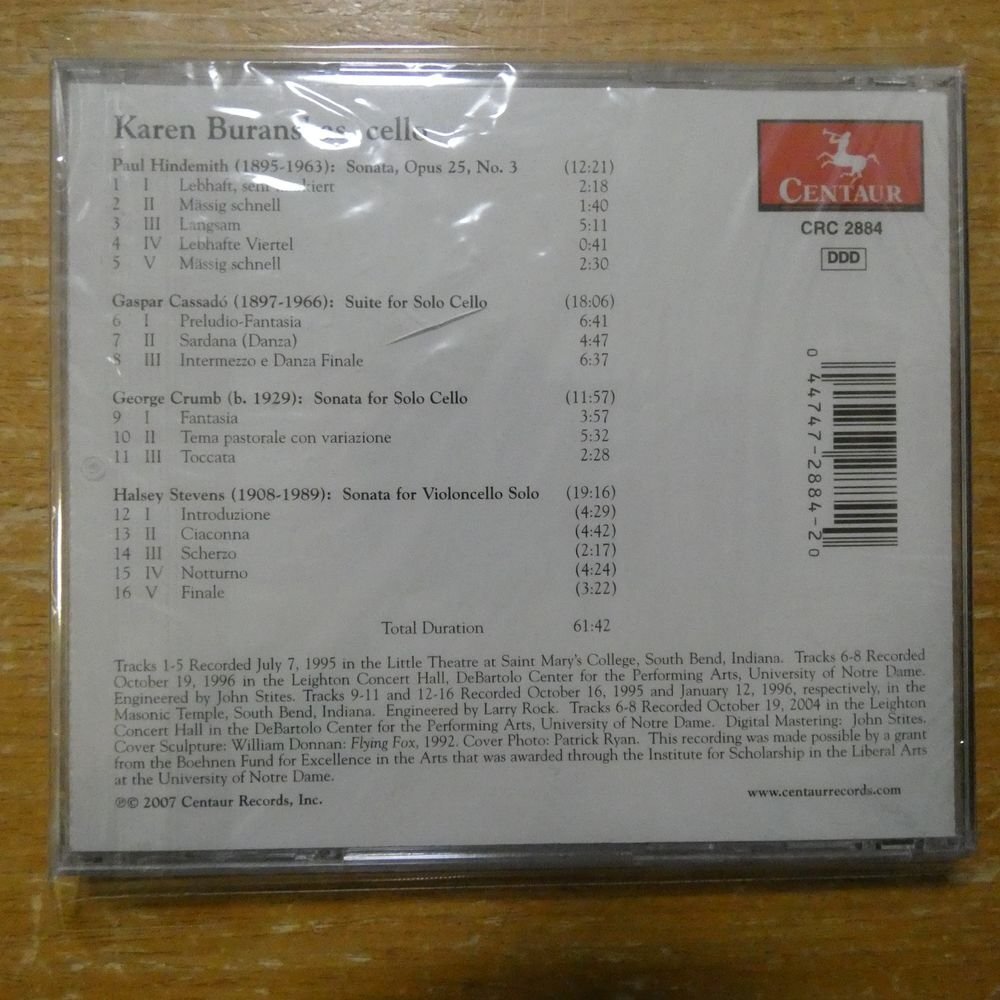 Karen cello
Paul Hindemith (1895-1963): Sonata, Opus 25, No. 3 (12:21)
1 I Lebhaft, 2:18
2 II Mässig schnell 1:40
3 III Langsam 5:11
4 IV Lebhafte Viertel 0:41
5 V Mässig schnell 2:30
Gaspar Cassadó (1897-1966): Suite for Solo Cello (18:06)
6 I Preludio-Fantasia 6:41
7 II Sardana (Danza) 4:47
8 III Intermezzo e Danza Finale 6:37
George Crumb (b. 1929): Sonata for Solo Cello (11:57)
9 I Fantasia 3:57
10 II Tema pastorale con variazione 5:32
11 III Toccata 2:28
Halsey Stevens (1908-1989): Sonata for Violoncello Solo (19:16)
12 I Introduzione (4:29)
13 II Ciaconna (4:42)
14 III Scherzo (2:17)
15 IV Notturno (4:24)
16 V Finale (3:22)
Total Duration 61:42
CENTAUR
CRC 2884
DDD
0 44747-2884-2 0
Tracks 1-5 Recorded July 7, 1995 in the Little Theatre at Saint Mary's College, South Bend, Indiana. Tracks 6-8 Recorded
October 19, 1996 in the Leighton Concert Hall, DeBartolo Center for the Performing Arts, University of Notre Dame.
Engineered by John Stites. Tracks 9-11 and 12-16 Recorded October 16, 1995 and January 12, 1996, respectively, in the
Masonic Temple, South Bend, Indiana. Engineered by Larry Rock. Tracks 6-8 Recorded October 19, 2004 in the Leighton
Concert Hall in the DeBartolo Center for the Performing Arts, University of Notre Dame. Digital Mastering: John Stites.
Cover Sculpture: William Donnan: Flying Fox, 1992. Cover Photo: Patrick Ryan. This recording was made possible by a grant
from the Boehnen Fund for Excellence in the Arts that was awarded through the Institute for Scholarship in the Liberal Arts
at the University of Notre Dame.
℗© 2007 Centaur Records, Inc.
www.centaurrecords.com